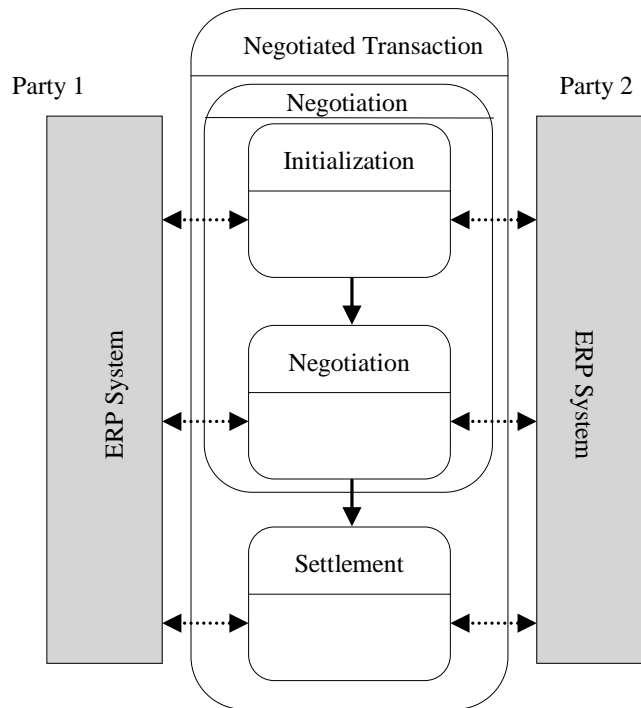 Negotiated Transaction
Party 1
Party 2
Negotiation
Initialization
ERP System
ERP System
Negotiation
Settlement